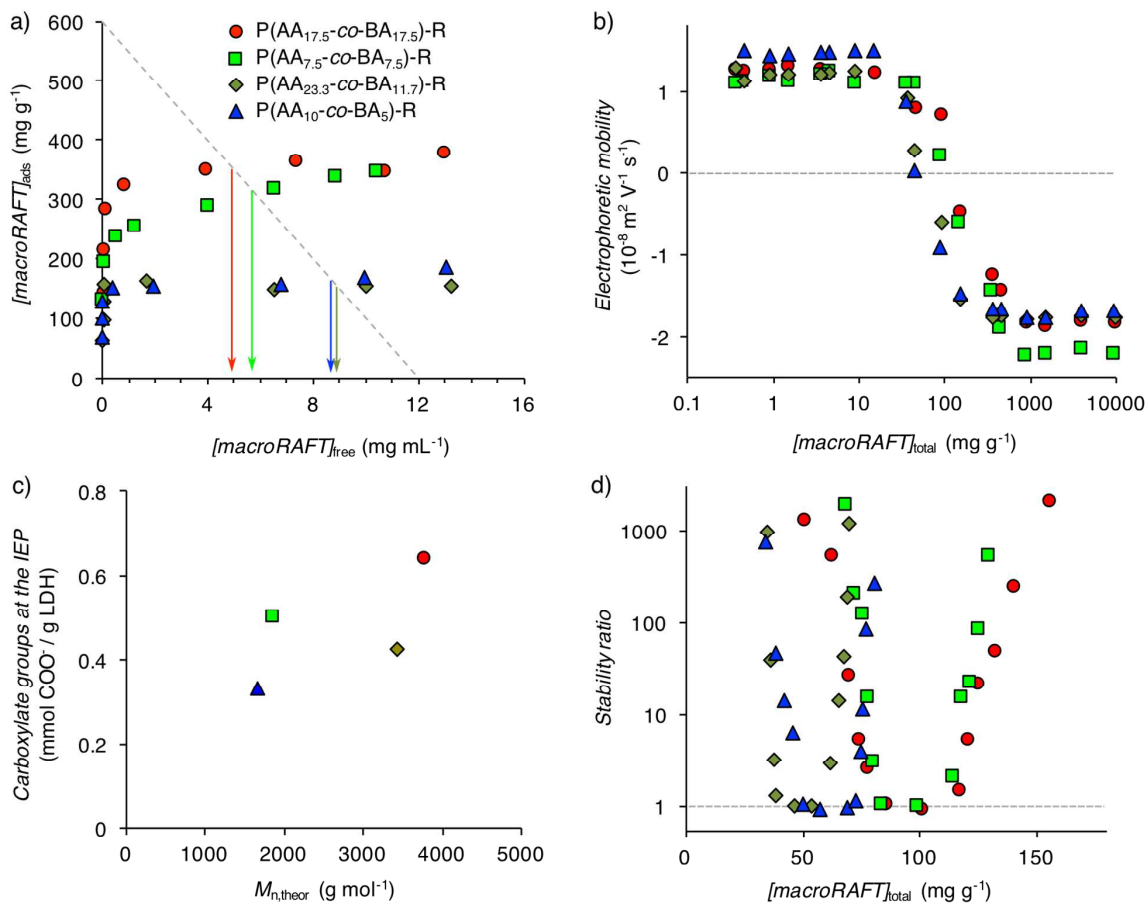 a)
600
500
400
300
200
100
0
[macroRAFT]ads (mg g-1)
P(AA17.5-co-BA17.5)-R
P(AA7.5-co-BA7.5)-R
P(AA23.3-co-BA11.7)-R
P(AA10-co-BA5)-R
0 4 8 12 16
[macroRAFT]free (mg mL-1)
b)
1
0
-1
-2
Electrophoretic mobility
(10-8 m2 V-1 s-1)
0.1 1 10 100 1000 10000
[macroRAFT]total (mg g-1)
c)
0.8
0.6
0.4
0.2
0
Carboxylate groups at the IEP
(mmol COO- / g LDH)
0 1000 2000 3000 4000 5000
Mn,theor (g mol-1)
d)
1000
100
10
1
Stability ratio
0 50 100 150
[macroRAFT]total (mg g-1)